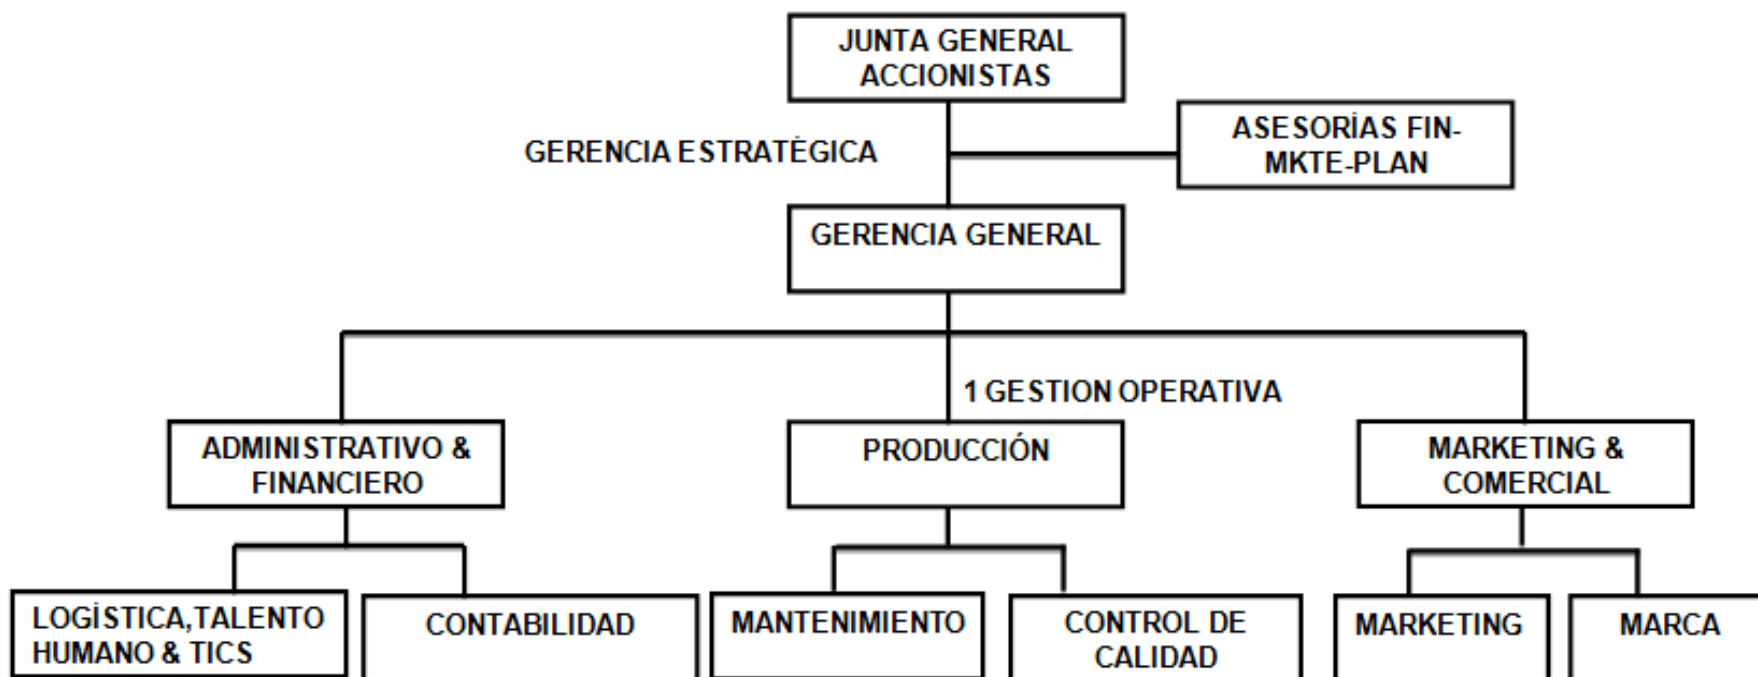 JUNTA GENERAL
ACCIONISTAS
ASESORÍAS FIN-
MKTE-PLAN
GERENCIA ESTRATÉGICA
GERENCIA GENERAL
1 GESTION OPERATIVA
ADMINISTRATIVO &
FINANCIERO
PRODUCCIÓN
MARKETING &
COMERCIAL
LOGÍSTICA,TALENTO
HUMANO & TICS
CONTABILIDAD
MANTENIMIENTO
CONTROL DE
CALIDAD
MARKETING
MARCA